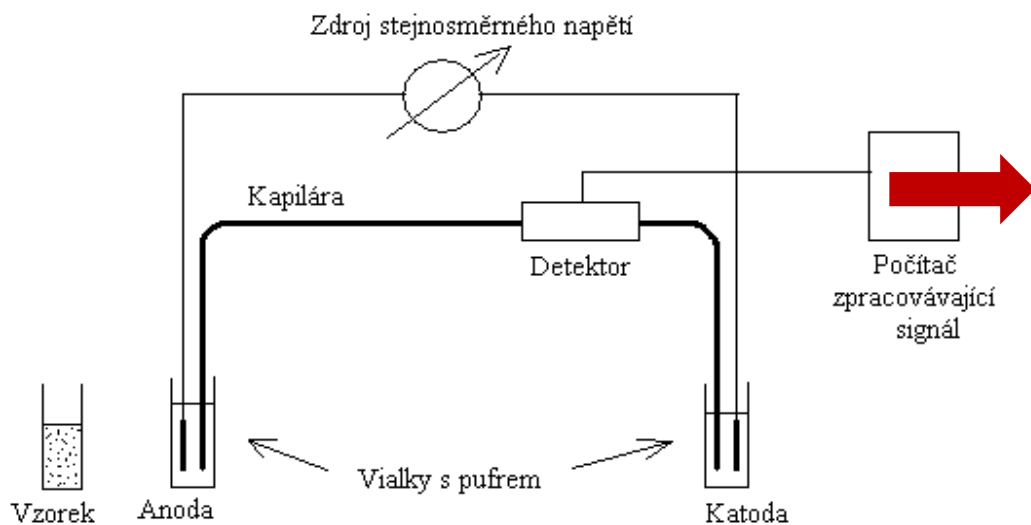 Zdroj stejnosměrného napětí
Kapilára
Detektor
Počítač
zpracovávající
signál
Vialky s pufrem
Vzorek
Anoda
Katoda